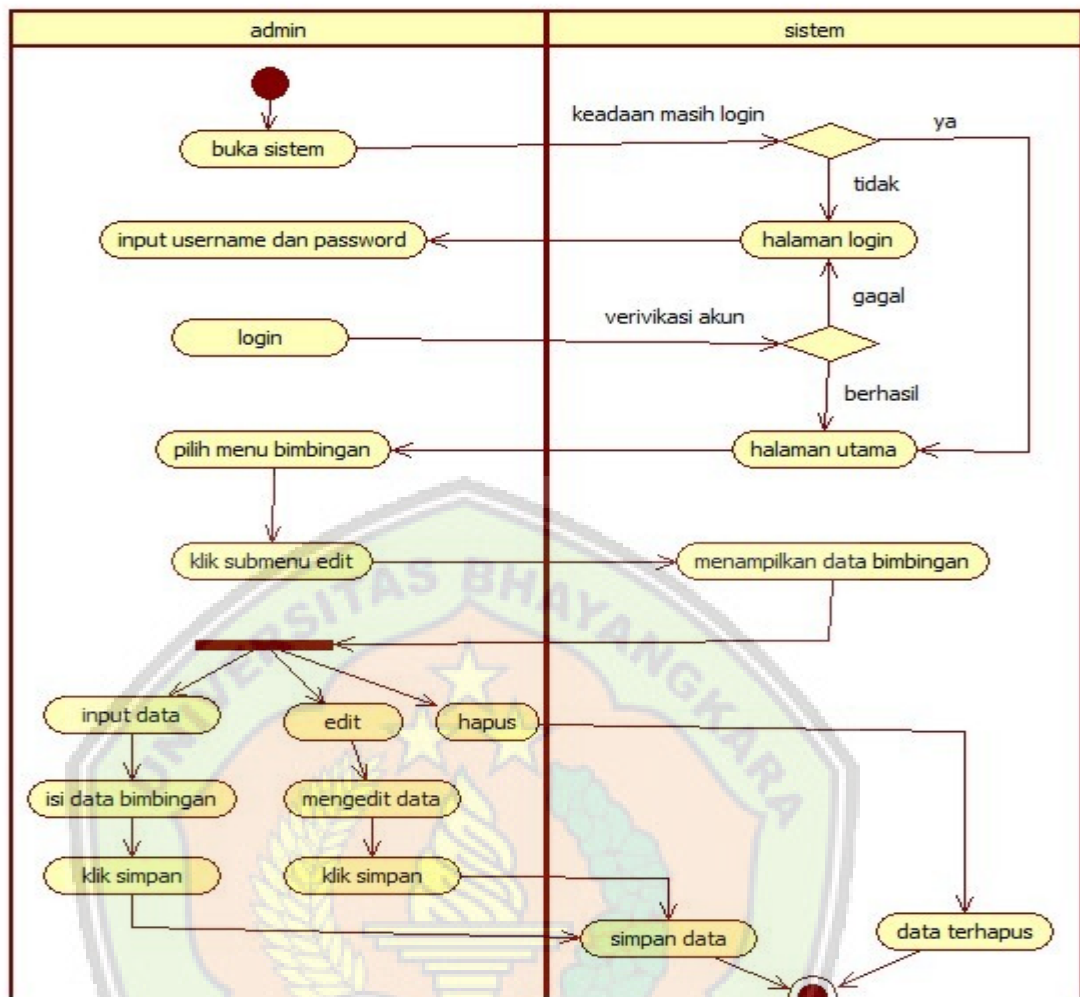 admin
sistem
keadaan masih login
ya
buka sistem
tidak
input username dan password
halaman login
gagal
verivikasi akun
login
berhasil
pilih menu bimbingan
halaman utama
klik submenu edit
menampilkan data bimbingan
UNIVERSITAS BHAYANGKARA
input data
edit
hapus
isi data bimbingan
mengedit data
klik simpan
klik simpan
simpan data
data terhapus